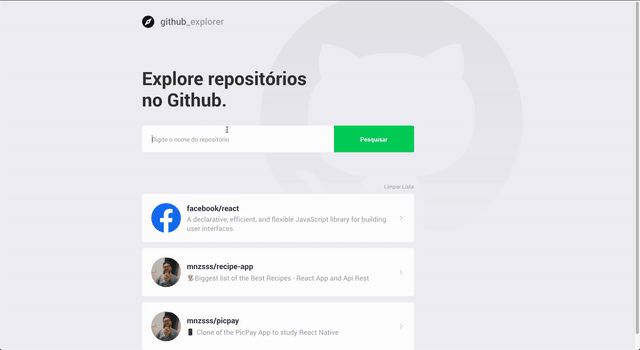 github_explorer
Explore repositórios
no Github.
Digite o nome do repositório
Pesquisar
Limpar Lista
facebook/react
A declarative, efficient, and flexible JavaScript library for building
user interfaces.
mnzsss/recipe-app
Biggest list of the Best Recipes - React App and Api Rest
mnzsss/picpay
Clone of the PicPay App to study React Native